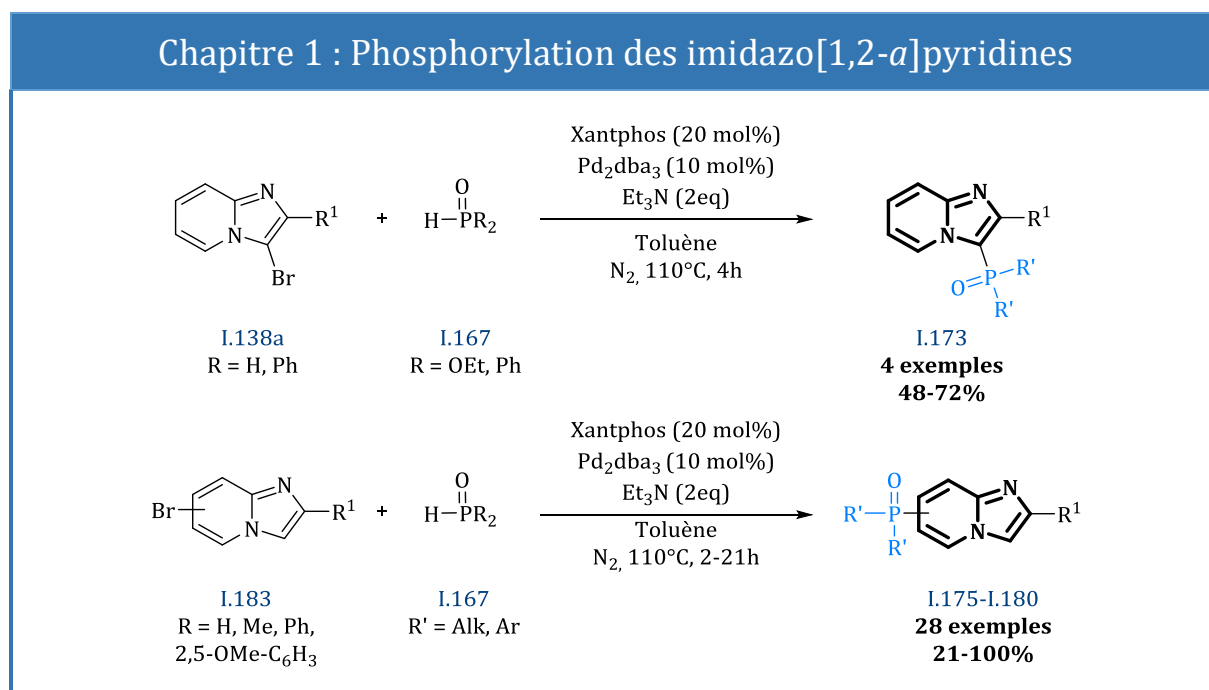 Chapitre 1 : Phosphorylation des imidazo[1,2-a]pyridines
N
N
R¹
Br
+
O
H
PR₂
Xantphos (20 mol%)
Pd₂dba₃ (10 mol%)
Et₃N (2eq)
Toluène
N₂, 110°C, 4h
N
N
R¹
O
P
R'
R'
I.138a
R = H, Ph
I.167
R = OEt, Ph
I.173
4 exemples
48-72%
Br
N
N
R¹
+
O
H
PR₂
Xantphos (20 mol%)
Pd₂dba₃ (10 mol%)
Et₃N (2eq)
Toluène
N₂, 110°C, 2-21h
O
R'
P
R'
N
N
R¹
I.183
R = H, Me, Ph,
2,5-OMe-C₆H₃
I.167
R' = Alk, Ar
I.175-I.180
28 exemples
21-100%